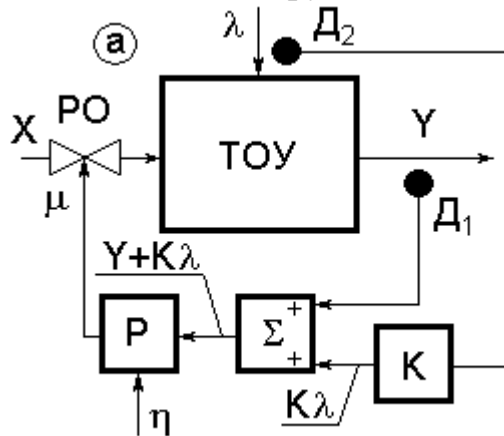 λ
Д₂
а
РО
X
ТОУ
Y
μ
Д₁
Y+Kλ
Р
Σ
+
+
К
Kλ
η